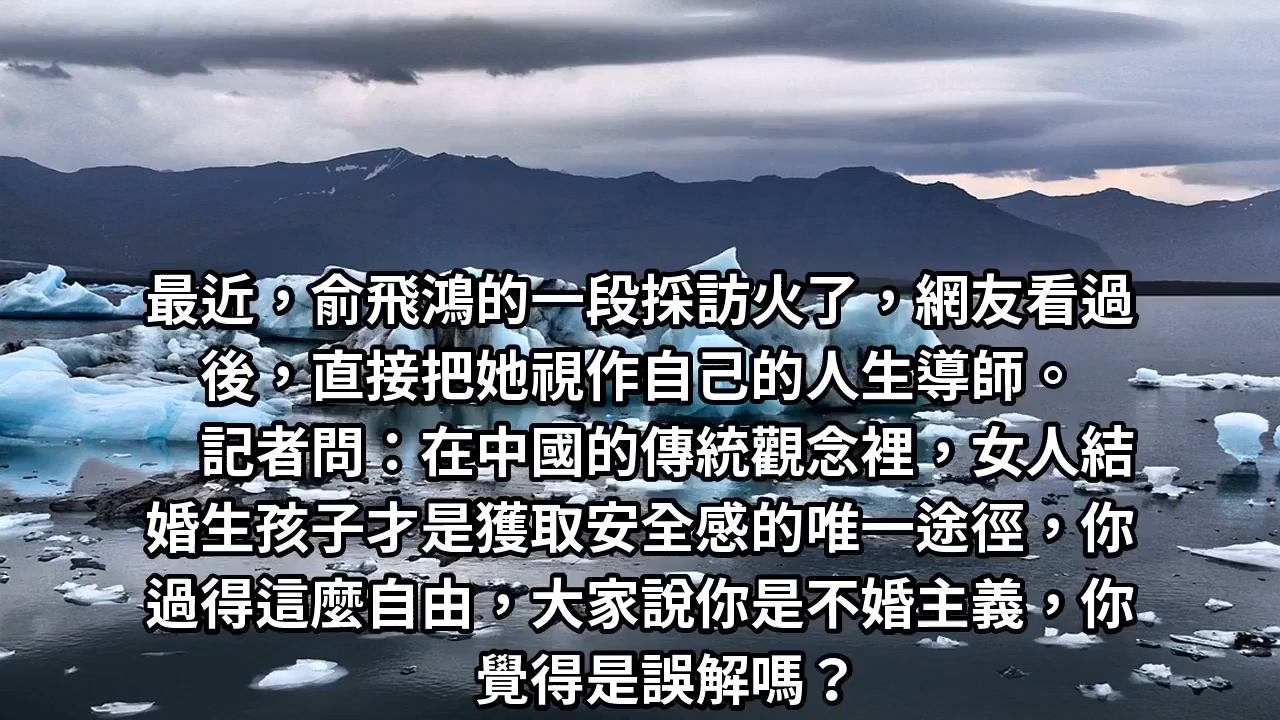 最近，俞飛鴻的一段採訪火了，網友看過
後，直接把她視作自己的人生導師。
記者問：在中國的傳統觀念裡，女人結
婚生孩子才是獲取安全感的唯一途徑，你
過得這麼自由，大家說你是不婚主義，你
覺得是誤解嗎？